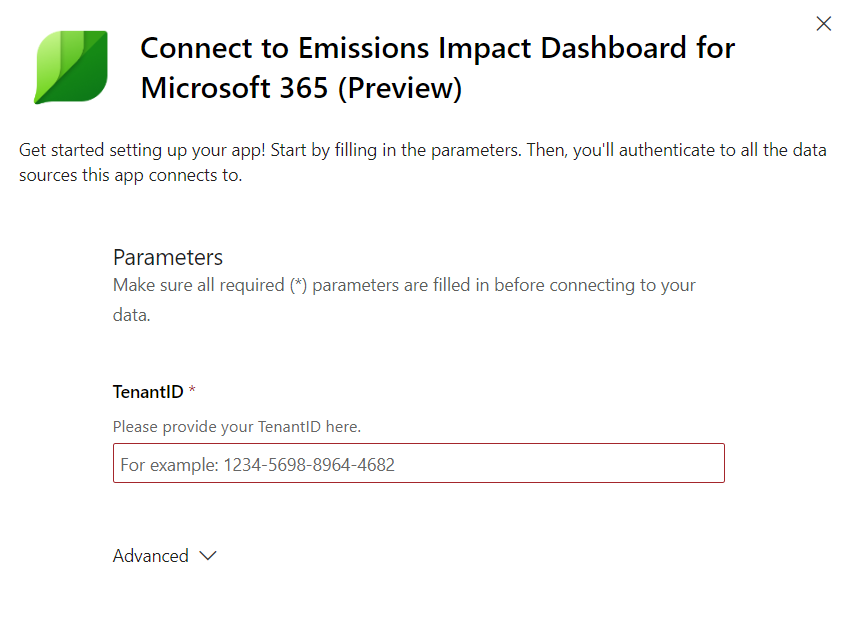 Connect to Emissions Impact Dashboard for
Microsoft 365 (Preview)
Get started setting up your app! Start by filling in the parameters. Then, you'll authenticate to all the data
sources this app connects to.
Parameters
Make sure all required (*) parameters are filled in before connecting to your
data.
TenantID *
Please provide your TenantID here.
For example: 1234-5698-8964-4682
Advanced